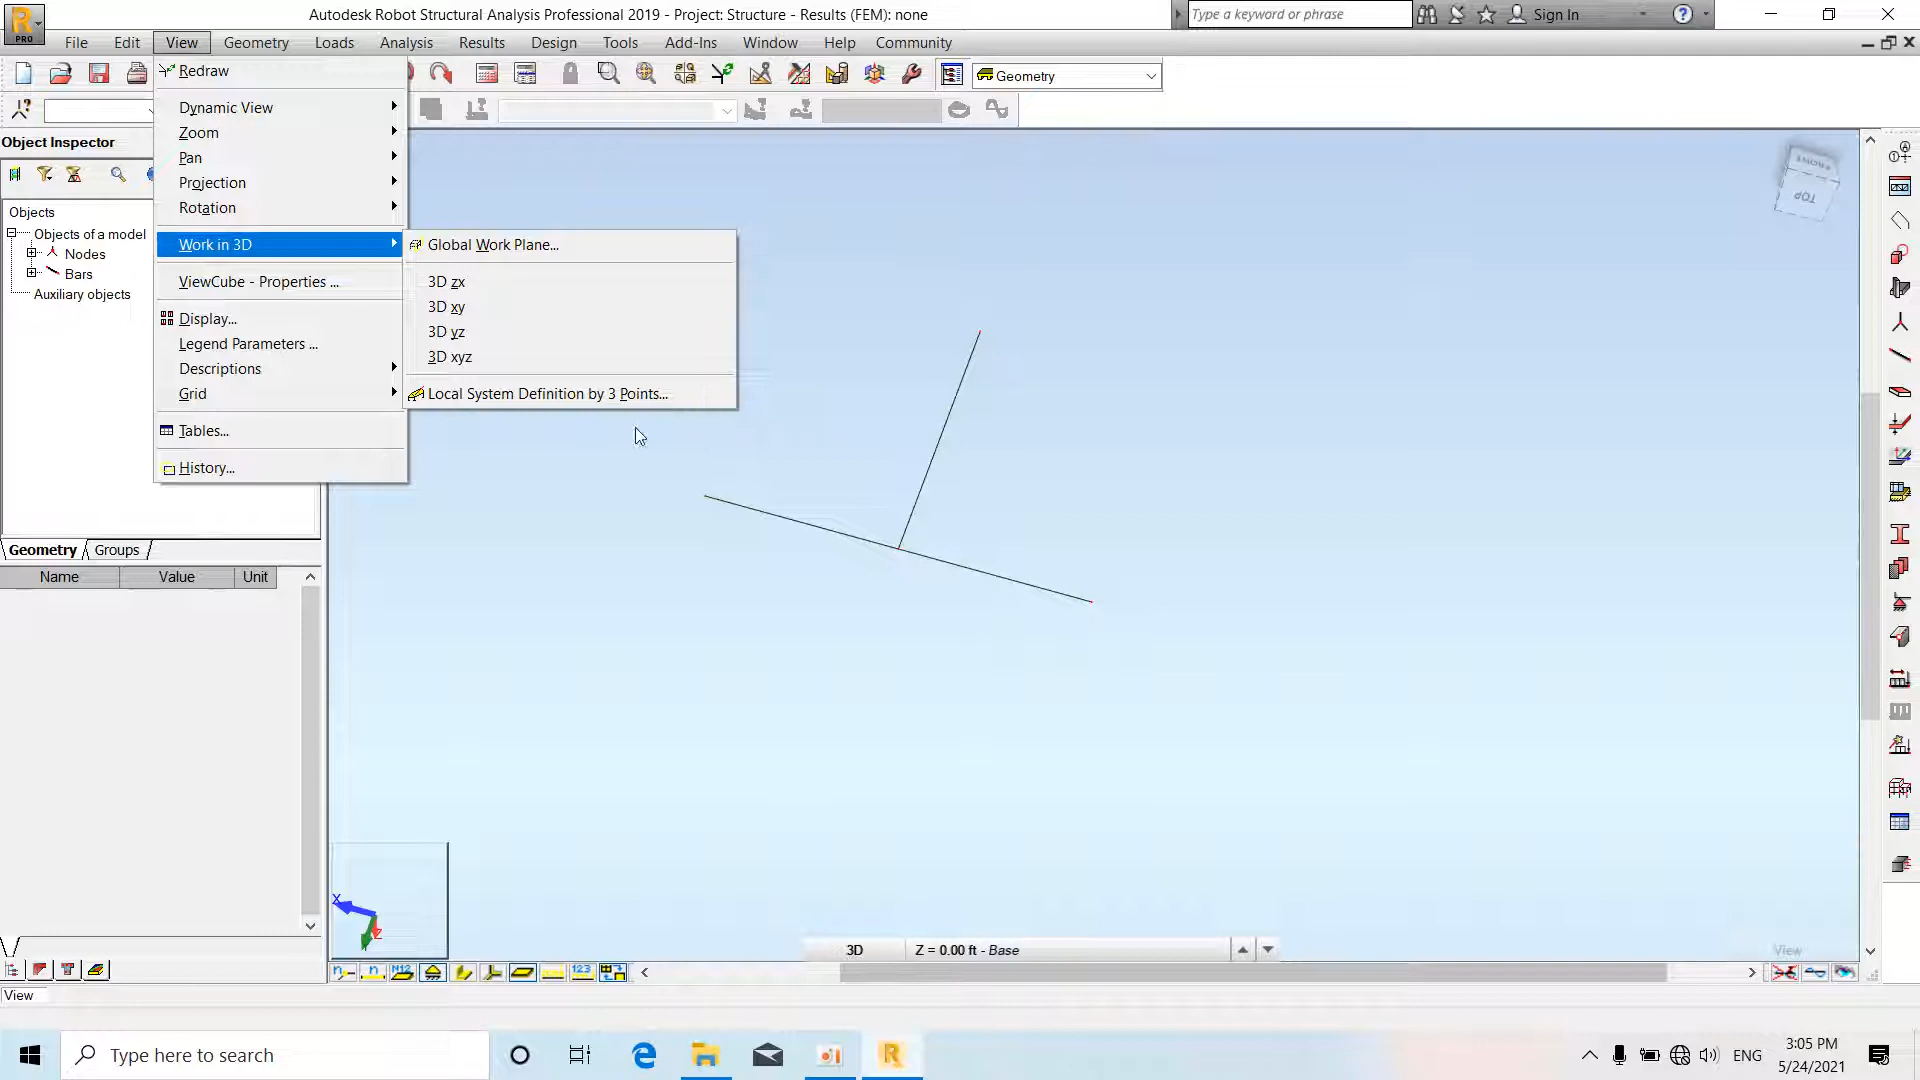 Autodesk Robot Structural Analysis Professional 2019 - Project: Structure - Results (FEM): none
Type a keyword or phrase
Sign In
PRO
File Edit View Geometry Loads Analysis Results Design Tools Add-Ins Window Help Community
Geometry
Redraw
Dynamic View
Zoom
Pan
Projection
Rotation
Work in 3D
ViewCube - Properties ...
Display...
Legend Parameters ...
Descriptions
Grid
Tables...
History...
Global Work Plane...
3D zx
3D xy
3D yz
3D xyz
Local System Definition by 3 Points...
Object Inspector
Objects
Objects of a model
Nodes
Bars
Auxiliary objects
Geometry Groups
Name Value Unit
FRONT
TOP
X
Z
3D Z = 0.00 ft - Base
View
View
Type here to search
ENG
3:05 PM
5/24/2021